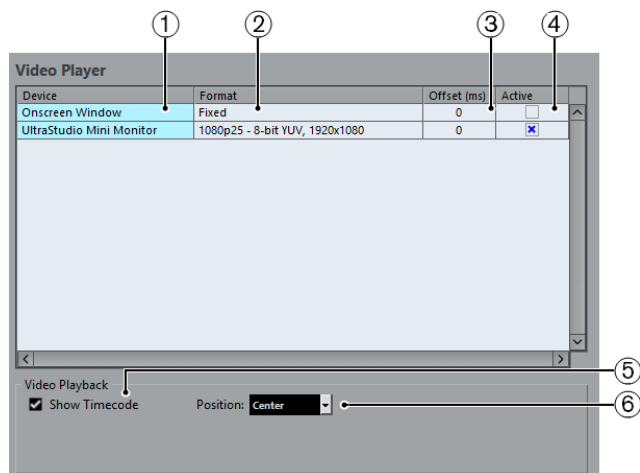 1 2 3 4
Video Player
Device Format Offset (ms) Active
Onscreen Window Fixed 0
UltraStudio Mini Monitor 1080p25 - 8-bit YUV, 1920x1080 0
5
Video Playback
Show Timecode Position: Center
6